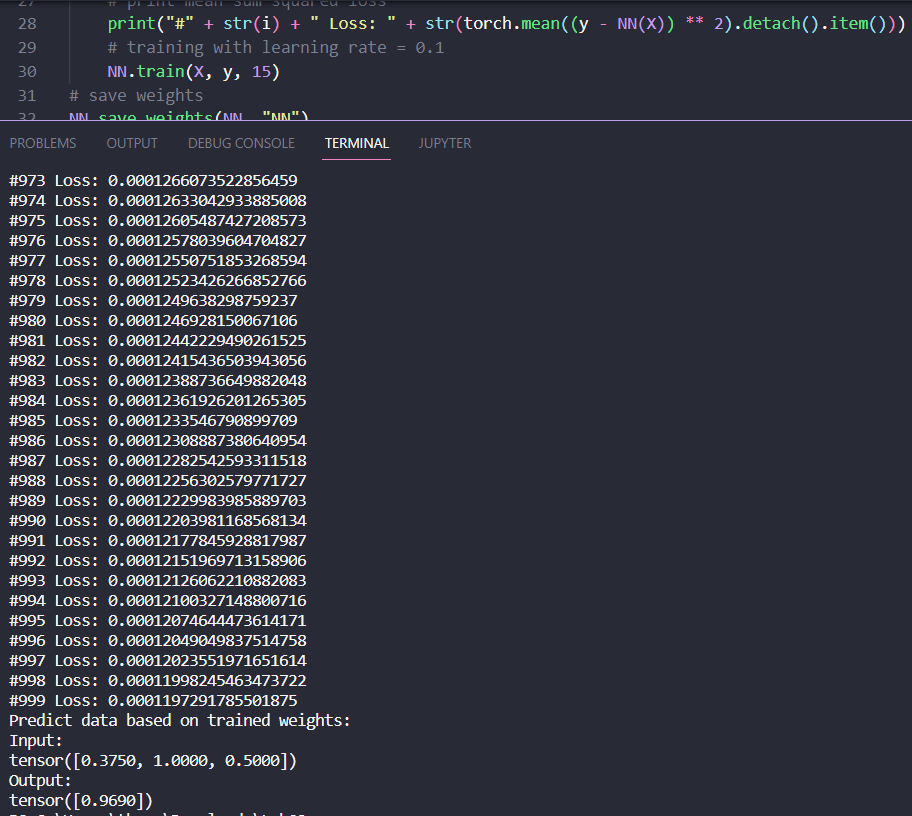 27 # print mean sum squared loss
28 print("#" + str(i) + " Loss: " + str(torch.mean((y - NN(X)) ** 2).detach().item()))
29 # training with learning rate = 0.1
30 NN.train(X, y, 15)
31 # save weights
32 NN.save_weights(NN, "NN")
PROBLEMS OUTPUT DEBUG CONSOLE TERMINAL JUPYTER
#973 Loss: 0.0001266073522856459
#974 Loss: 0.00012633042933885008
#975 Loss: 0.00012605487427208573
#976 Loss: 0.00012578039604704827
#977 Loss: 0.00012550751853268594
#978 Loss: 0.00012523426266852766
#979 Loss: 0.0001249638298759237
#980 Loss: 0.0001246928150067106
#981 Loss: 0.00012442229490261525
#982 Loss: 0.00012415436503943056
#983 Loss: 0.00012388736649882048
#984 Loss: 0.00012361926201265305
#985 Loss: 0.0001233546790899709
#986 Loss: 0.00012308887380640954
#987 Loss: 0.00012282542593311518
#988 Loss: 0.00012256302579771727
#989 Loss: 0.00012229983985889703
#990 Loss: 0.00012203981168568134
#991 Loss: 0.00012177845928817987
#992 Loss: 0.00012151969713158906
#993 Loss: 0.00012126062210882083
#994 Loss: 0.00012100327148800716
#995 Loss: 0.00012074644473614171
#996 Loss: 0.00012049049837514758
#997 Loss: 0.00012023551971651614
#998 Loss: 0.00011998245463473722
#999 Loss: 0.0001197291785501875
Predict data based on trained weights:
Input:
tensor([0.3750, 1.0000, 0.5000])
Output:
tensor([0.9690])